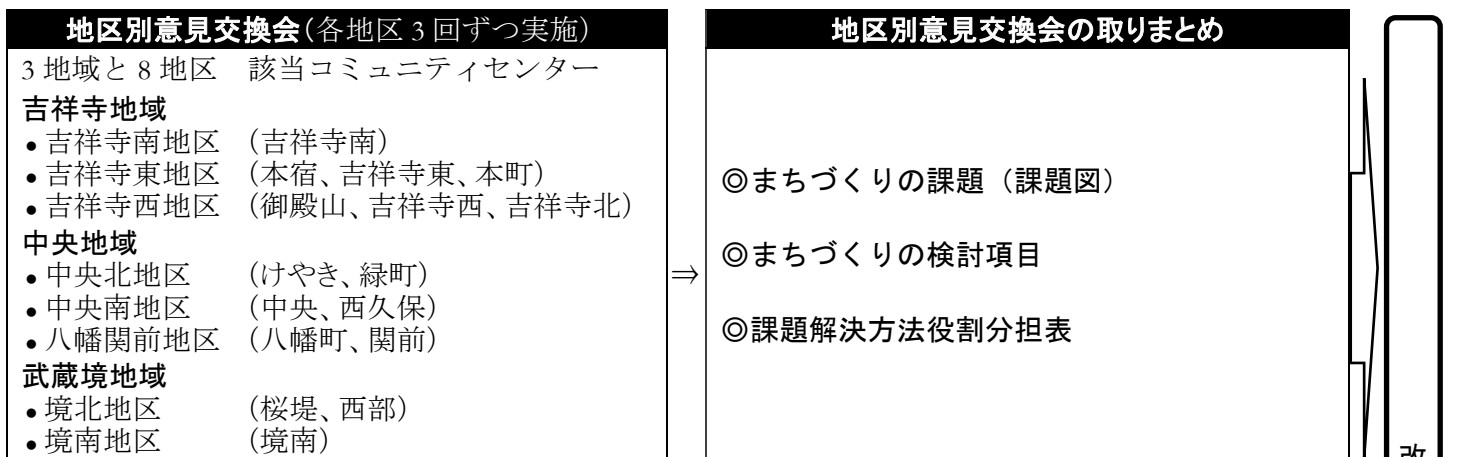 地区別意見交換会(各地区3回ずつ実施)
3地域と8地区 該当コミュニティセンター
吉祥寺地域
●吉祥寺南地区 (吉祥寺南)
●吉祥寺東地区 (本宿、吉祥寺東、本町)
●吉祥寺西地区 (御殿山、吉祥寺西、吉祥寺北)
中央地域
●中央北地区 (けやき、緑町)
●中央南地区 (中央、西久保)
●八幡関前地区 (八幡町、関前)
武蔵境地域
●境北地区 (桜堤、西部)
●境南地区 (境南)
⇒
地区別意見交換会の取りまとめ
◎まちづくりの課題(課題図)
◎まちづくりの検討項目
◎課題解決方法役割分担表